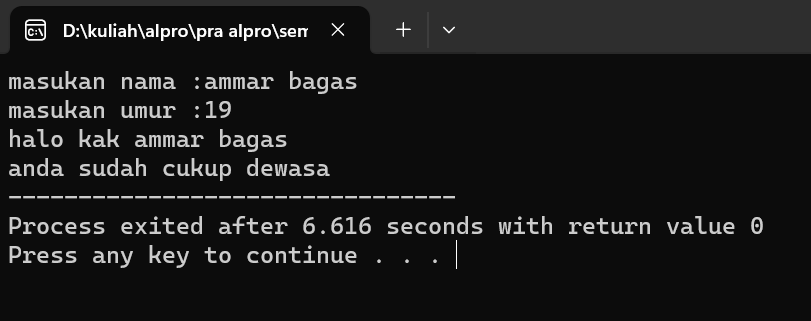 D:\kuliah\alpro\pra alpro\sem
masukan nama :ammar bagas
masukan umur :19
halo kak ammar bagas
anda sudah cukup dewasa
--------------------------------
Process exited after 6.616 seconds with return value 0
Press any key to continue . . .